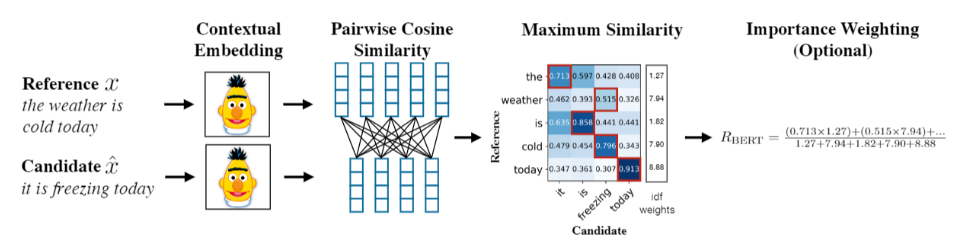 Contextual
Embedding
Pairwise Cosine
Similarity
Maximum Similarity
Importance Weighting
(Optional)
Reference x
the weather is
cold today
Candidate x̂
it is freezing today
Reference
the 0.713 0.597 0.428 0.408 1.27
weather 0.462 0.393 0.515 0.326 7.94
is 0.635 0.858 0.441 0.441 1.82
cold 0.479 0.454 0.796 0.343 7.90
today 0.347 0.361 0.307 0.913 8.88
it is freezing today
idf
weights
Candidate
R_BERT = (0.713×1.27)+(0.515×7.94)+... / 1.27+7.94+1.82+7.90+8.88